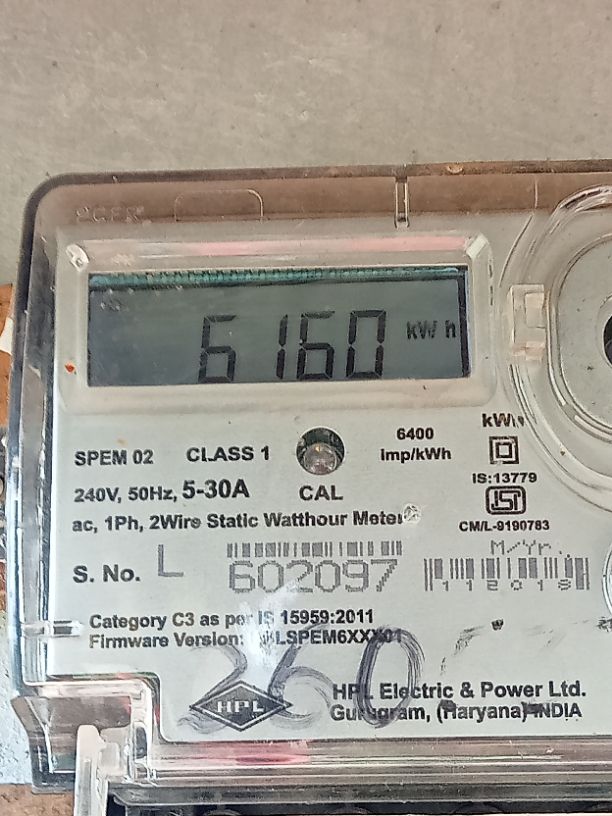 6160 kWh
kWh
SPEM 02 CLASS 1
6400
imp/kWh
240V, 50Hz, 5-30A
CAL
IS:13779
ac, 1Ph, 2Wire Static Watthour Meter
CM/L-9190783
M/Yr.
S. No. L 602097
112018
Category C3 as per IS 15959:2011
Firmware Version:
260
HPL
HPL Electric & Power Ltd.
Gurugram, (Haryana) INDIA